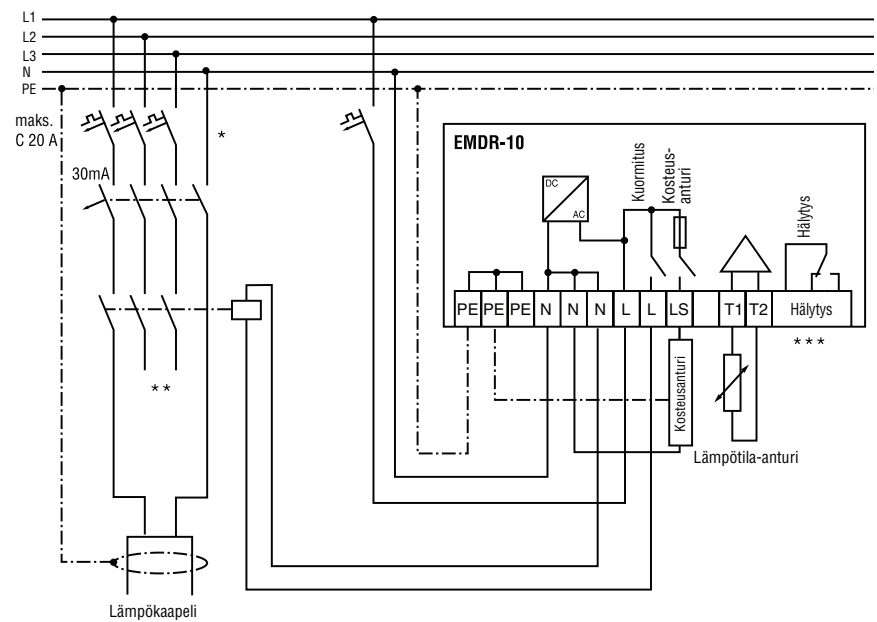 L1
L2
L3
N
PE
maks.
C 20 A
*
30mA
**
Lämpökaapeli
EMDR-10
DC
AC
Kuormitus
Kosteus-
anturi
Hälytys
PE PE PE N N N L L LS T1 T2 Hälytys
***
Kosteusanturi
Lämpötila-anturi